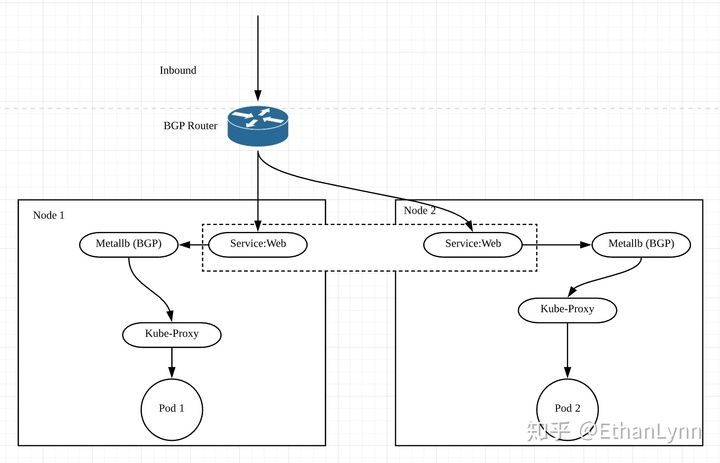 Inbound
BGP Router
Node 1
Node 2
Metallb (BGP)
Service:Web
Service:Web
Metallb (BGP)
Kube-Proxy
Kube-Proxy
Pod 1
Pod 2
知乎 @EthanLynn